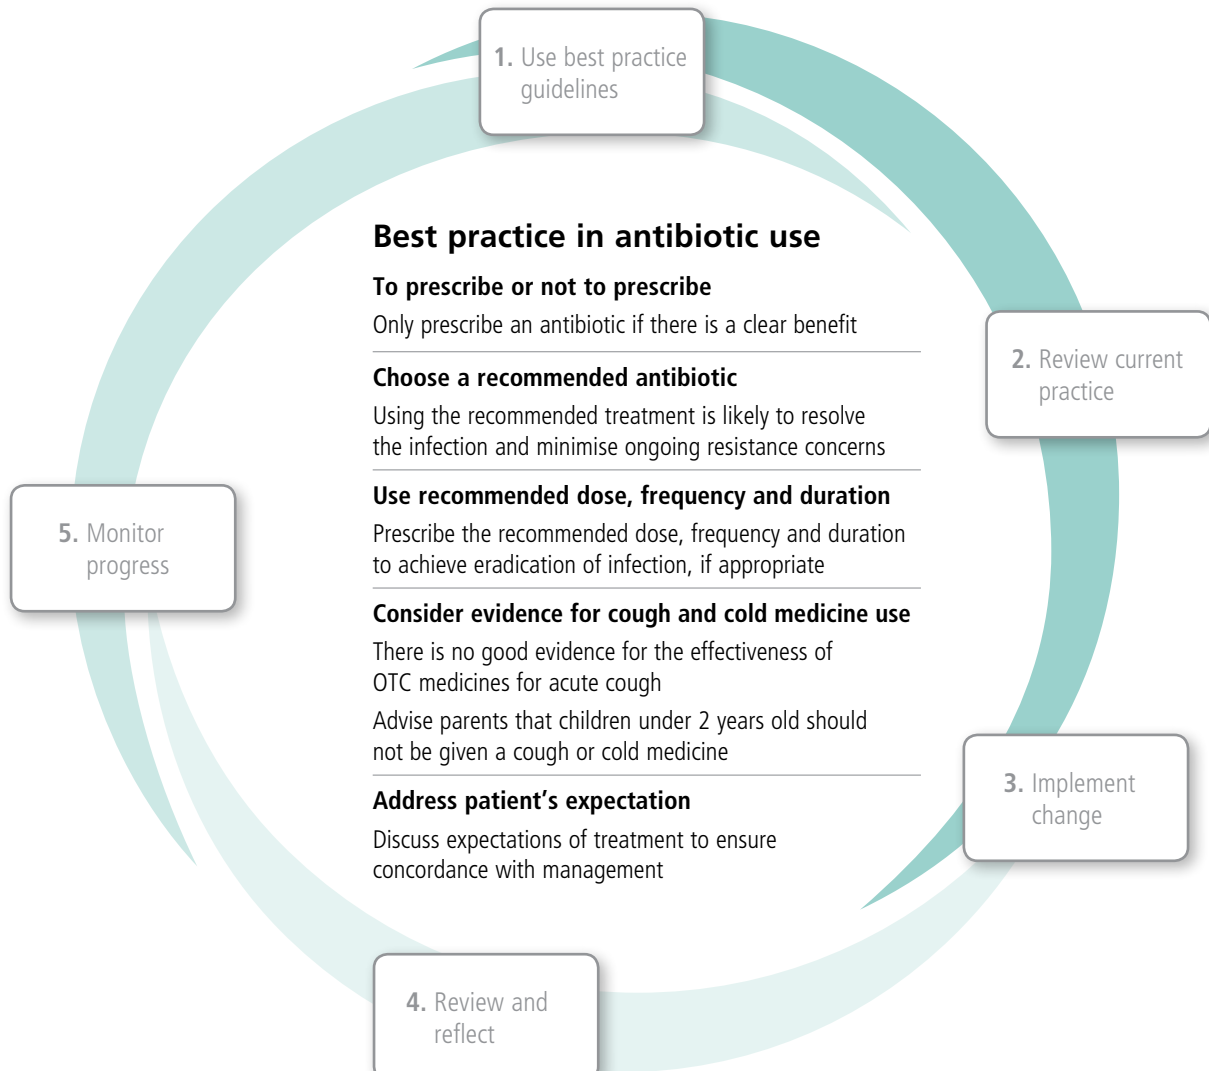 1. Use best practice
guidelines
Best practice in antibiotic use
To prescribe or not to prescribe
Only prescribe an antibiotic if there is a clear benefit
Choose a recommended antibiotic
Using the recommended treatment is likely to resolve
the infection and minimise ongoing resistance concerns
Use recommended dose, frequency and duration
Prescribe the recommended dose, frequency and duration
to achieve eradication of infection, if appropriate
Consider evidence for cough and cold medicine use
There is no good evidence for the effectiveness of
OTC medicines for acute cough
Advise parents that children under 2 years old should
not be given a cough or cold medicine
Address patient's expectation
Discuss expectations of treatment to ensure
concordance with management
2. Review current
practice
3. Implement
change
4. Review and
reflect
5. Monitor
progress